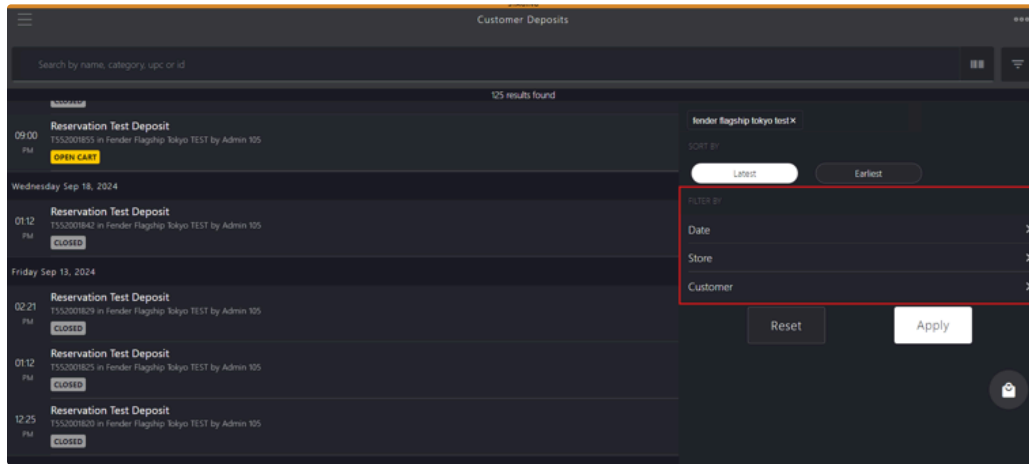 Customer Deposits
Search by name, category, upc or id
125 results found
CLOSED
09:00 PM
Reservation Test Deposit
T552001855 in Fender Flagship Tokyo TEST by Admin 105
OPEN CART
Wednesday Sep 18, 2024
01:12 PM
Reservation Test Deposit
T552001842 in Fender Flagship Tokyo TEST by Admin 105
CLOSED
Friday Sep 13, 2024
02:21 PM
Reservation Test Deposit
T552001829 in Fender Flagship Tokyo TEST by Admin 105
CLOSED
01:12 PM
Reservation Test Deposit
T552001825 in Fender Flagship Tokyo TEST by Admin 105
CLOSED
12:25 PM
Reservation Test Deposit
T552001820 in Fender Flagship Tokyo TEST by Admin 105
CLOSED
fender flagship tokyo test×
SORT BY
Latest
Earliest
FILTER BY
Date
Store
Customer
Reset
Apply